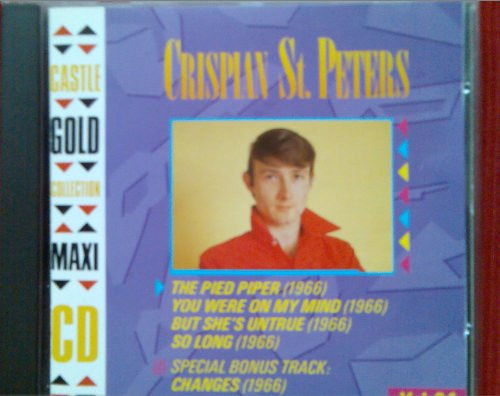 CASTLE
GOLD
COLLECTION
MAXI
CD
CRISPIAN ST. PETERS
THE PIED PIPER (1966)
YOU WERE ON MY MIND (1966)
BUT SHE'S UNTRUE (1966)
SO LONG (1966)
SPECIAL BONUS TRACK:
CHANGES (1966)